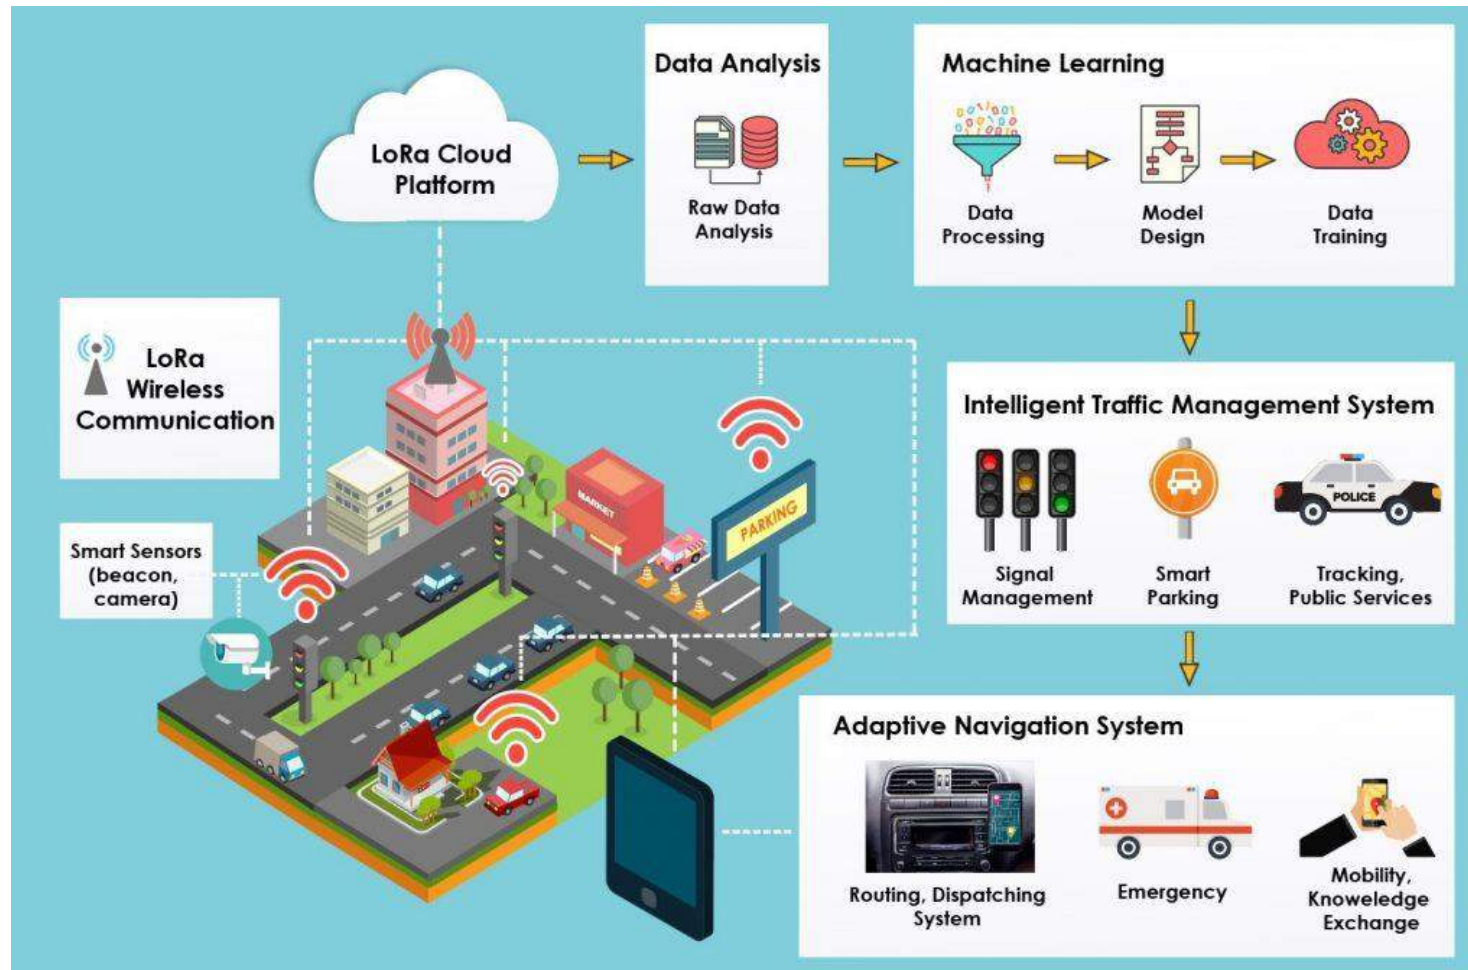 LoRa Cloud
Platform
Data Analysis
Raw Data
Analysis
Machine Learning
Data
Processing
Model
Design
Data
Training
LoRa
Wireless
Communication
Smart Sensors
(beacon,
camera)
MARKET
PARKING
Intelligent Traffic Management System
Signal
Management
Smart
Parking
POLICE
Tracking,
Public Services
Adaptive Navigation System
Routing, Dispatching
System
Emergency
Mobility,
Knoweledge
Exchange